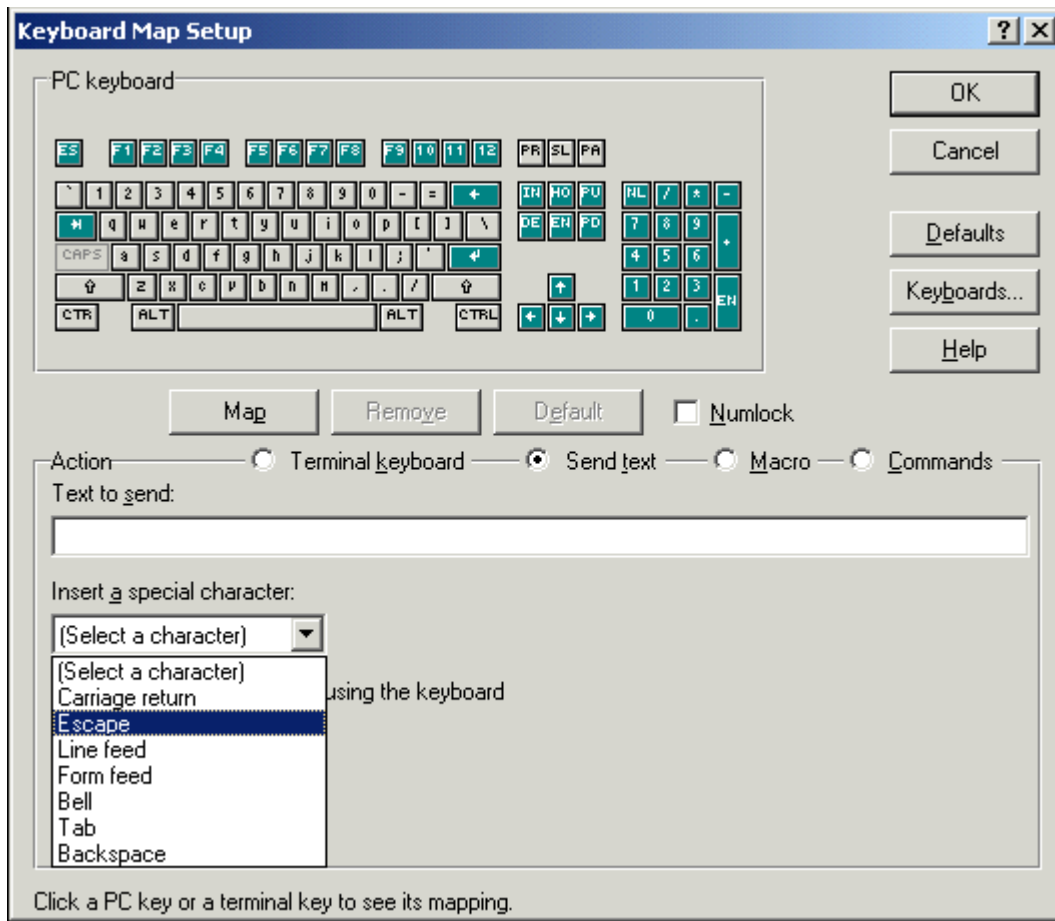 Keyboard Map Setup
PC keyboard
OK
Cancel
Defaults
Keyboards...
Help
ES F1 F2 F3 F4 F5 F6 F7 F8 F9 10 11 12 PR SL PA
` 1 2 3 4 5 6 7 8 9 0 - = ← IN HO PU NL / * -
q w e r t y u i o p [ ] \ DE EN PD 7 8 9 +
CAPS a s d f g h j k l ; ' ↵ 4 5 6
⇧ z x c v b n m , . / ⇧ ↑ 1 2 3 EN
CTR ALT ALT CTRL ← ↓ → 0 .
Map Remove Default Numlock
Action Terminal keyboard Send text Macro Commands
Text to send:
Insert a special character:
(Select a character)
(Select a character)
Carriage return using the keyboard
Escape
Line feed
Form feed
Bell
Tab
Backspace
Click a PC key or a terminal key to see its mapping.